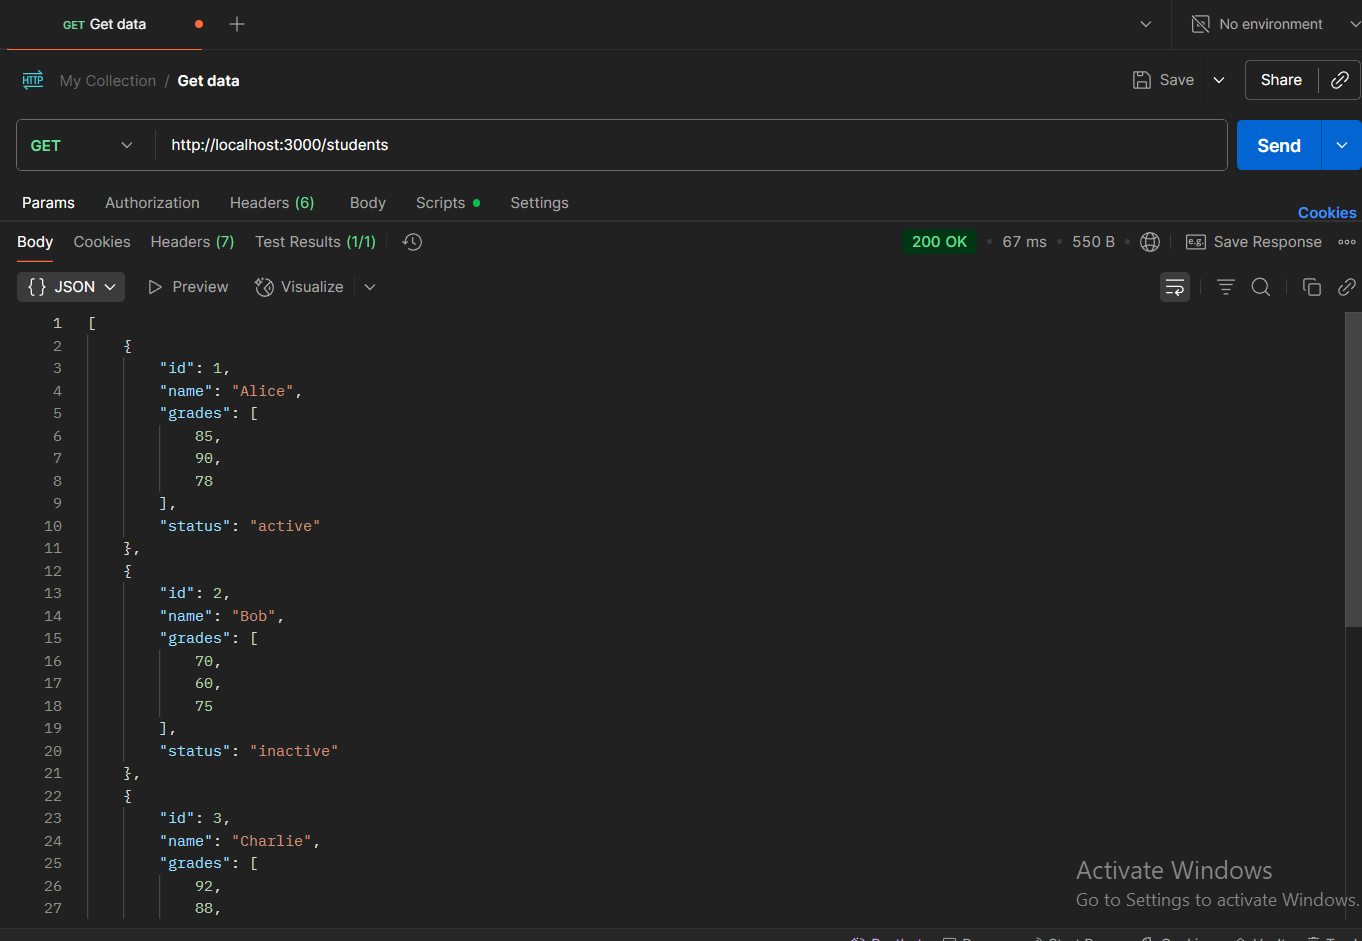 GET Get data
No environment
HTTP My Collection / Get data
Save
Share
GET
http://localhost:3000/students
Send
Params Authorization Headers (6) Body Scripts Settings
Cookies
Body Cookies Headers (7) Test Results (1/1)
200 OK • 67 ms • 550 B • e.g. Save Response
{} JSON Preview Visualize
1 [
2 {
3 "id": 1,
4 "name": "Alice",
5 "grades": [
6 85,
7 90,
8 78
9 ],
10 "status": "active"
11 },
12 {
13 "id": 2,
14 "name": "Bob",
15 "grades": [
16 70,
17 60,
18 75
19 ],
20 "status": "inactive"
21 },
22 {
23 "id": 3,
24 "name": "Charlie",
25 "grades": [
26 92,
27 88,
Activate Windows
Go to Settings to activate Windows.